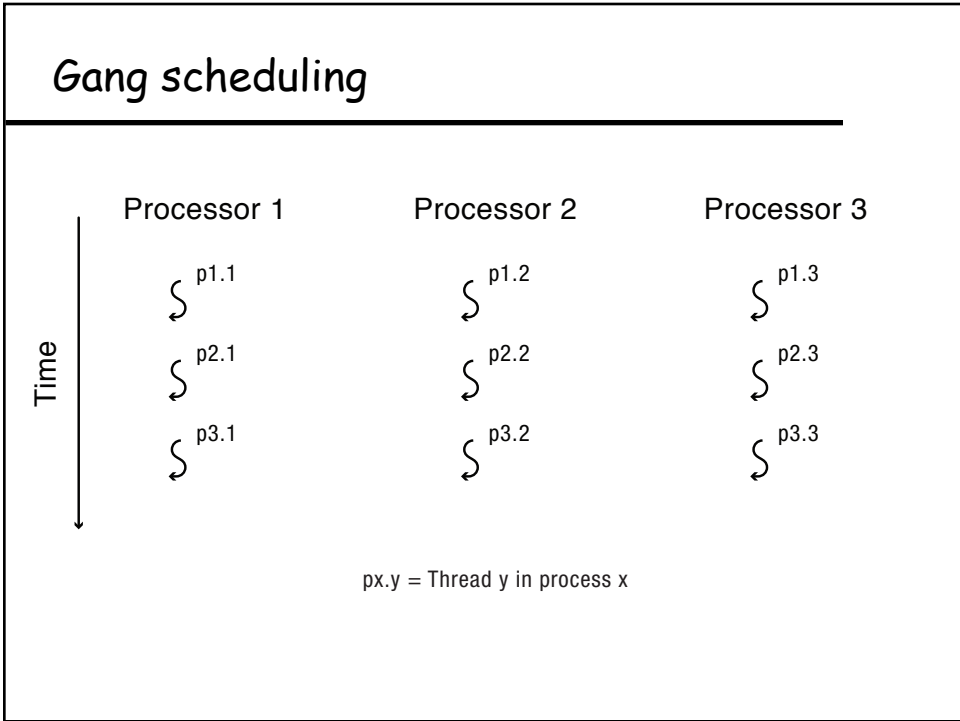 Gang scheduling
Processor 1 Processor 2 Processor 3
Time
p1.1 p1.2 p1.3
p2.1 p2.2 p2.3
p3.1 p3.2 p3.3
px.y = Thread y in process x